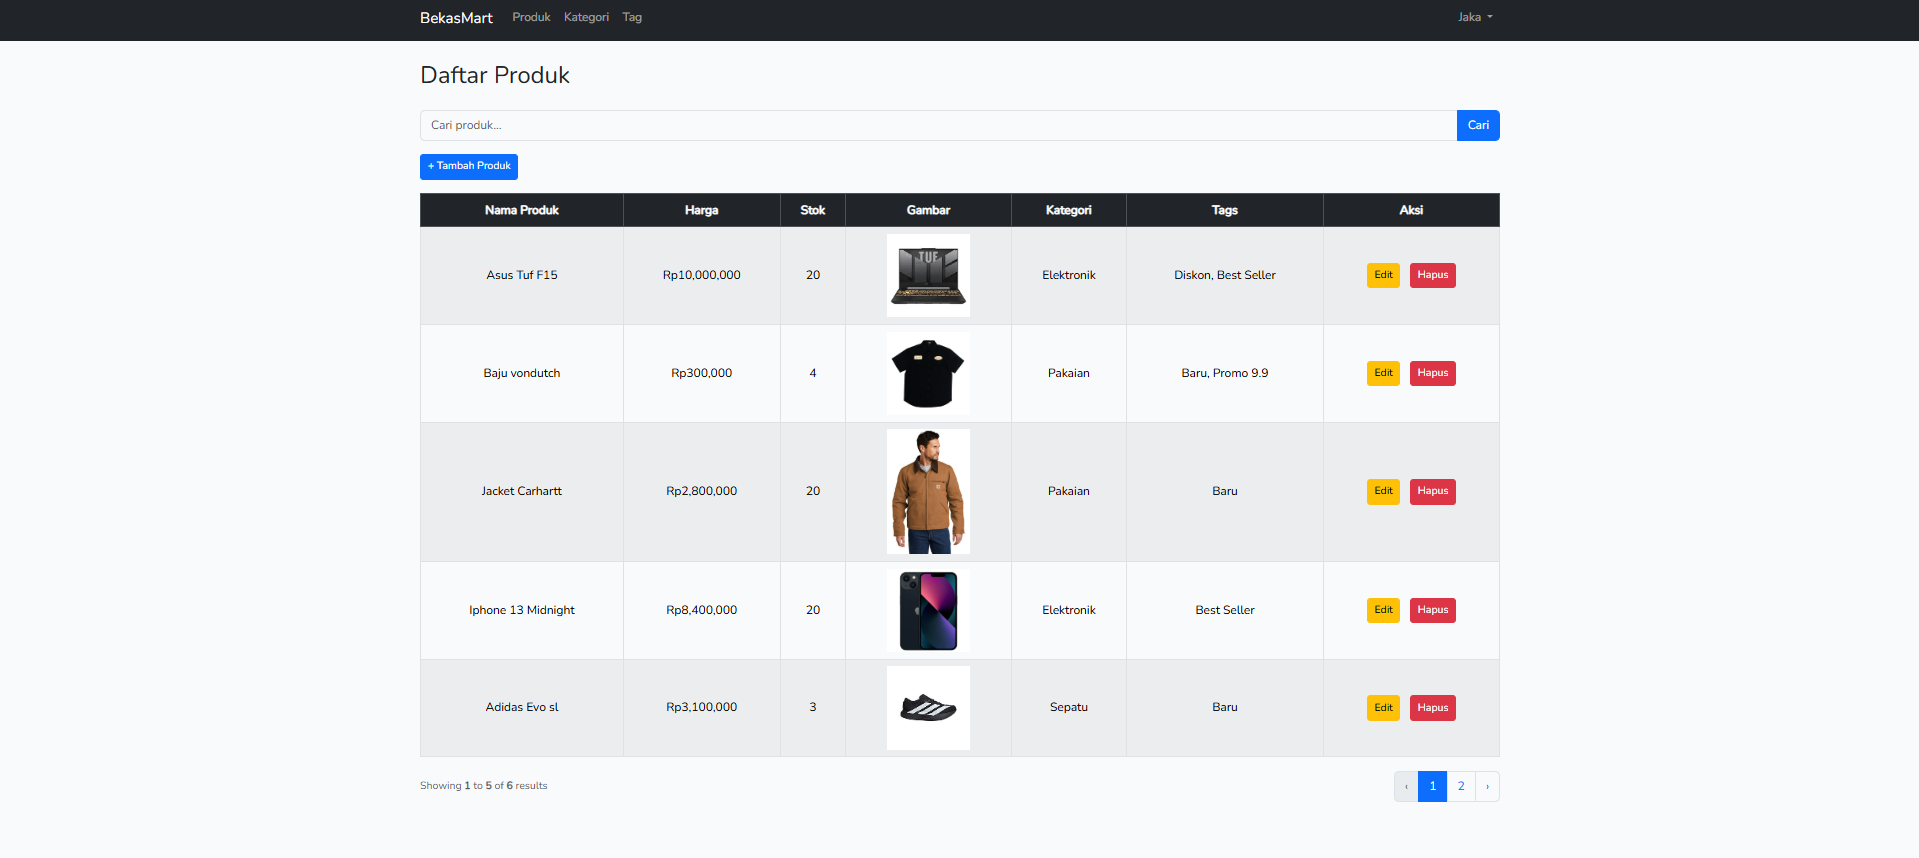 BekasMart Produk Kategori Tag Jaka
Daftar Produk
Cari produk... Cari
+ Tambah Produk
Nama Produk Harga Stok Gambar Kategori Tags Aksi
TUF
Asus Tuf F15 Rp10,000,000 20 Elektronik Diskon, Best Seller Edit Hapus
Baju vondutch Rp300,000 4 Pakaian Baru, Promo 9.9 Edit Hapus
Jacket Carhartt Rp2,800,000 20 Pakaian Baru Edit Hapus
Iphone 13 Midnight Rp8,400,000 20 Elektronik Best Seller Edit Hapus
Adidas Evo sl Rp3,100,000 3 Sepatu Baru Edit Hapus
Showing 1 to 5 of 6 results ‹ 1 2 ›